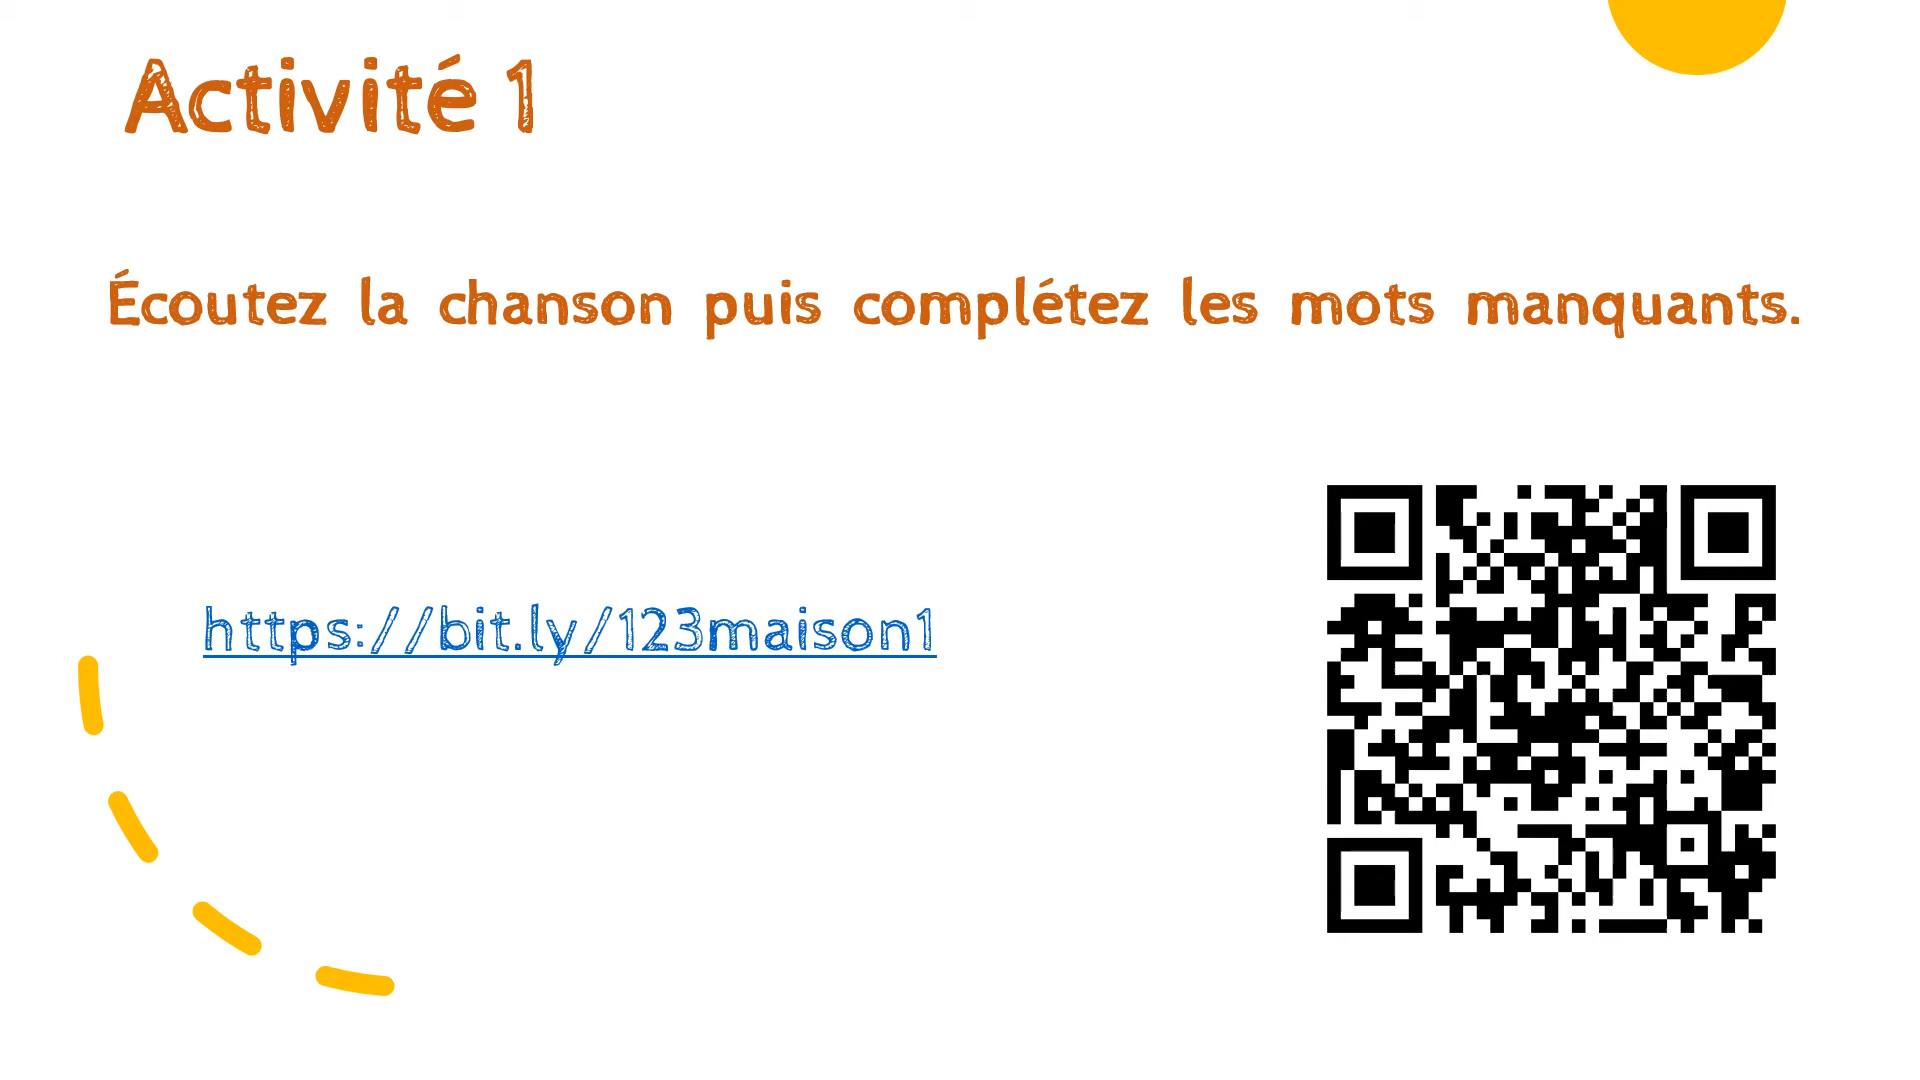 Activité 1
Écoutez la chanson puis complétez les mots manquants.
https://bit.ly/123maison1